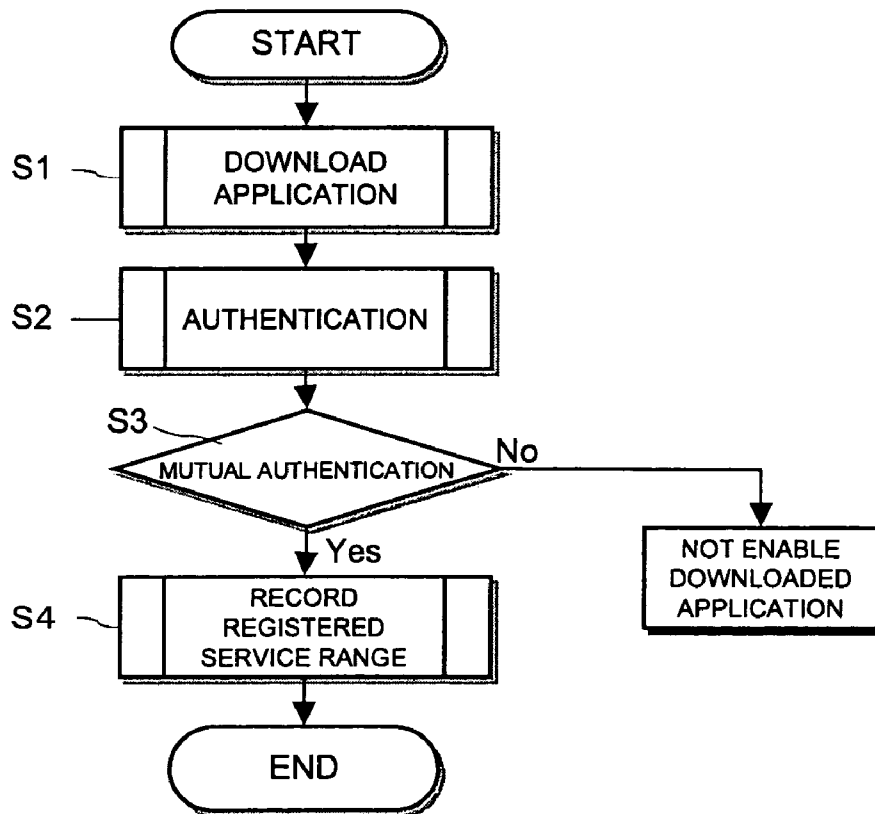 START
S1
DOWNLOAD
APPLICATION
S2
AUTHENTICATION
S3
MUTUAL AUTHENTICATION
No
Yes
NOT ENABLE
DOWNLOADED
APPLICATION
S4
RECORD
REGISTERED
SERVICE RANGE
END